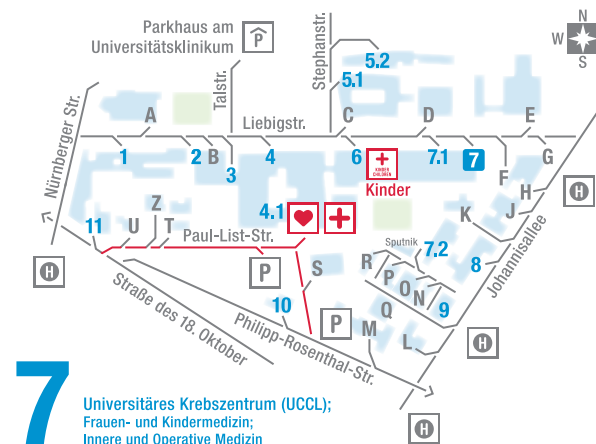 Parkhaus am
Universitätsklinikum
P
Stephanstr.
5.2
5.1
N
W
S
Talstr.
Nürnberger Str.
A
Liebigstr.
C
D
E
1
2
B
3
4
6
KINDER
CHILDREN
Kinder
7.1
7
F
G
H
H
J
K
Johannisallee
4.1
11
U
Z
T
Paul-List-Str.
Sputnik
7.2
8
H
P
S
R
P
O
N
9
Q
Straße des 18. Oktober
10
Philipp-Rosenthal-Str.
P
M
L
H
H
7
Universitäres Krebszentrum (UCCL);
Frauen- und Kindermedizin;
Innere und Operative Medizin